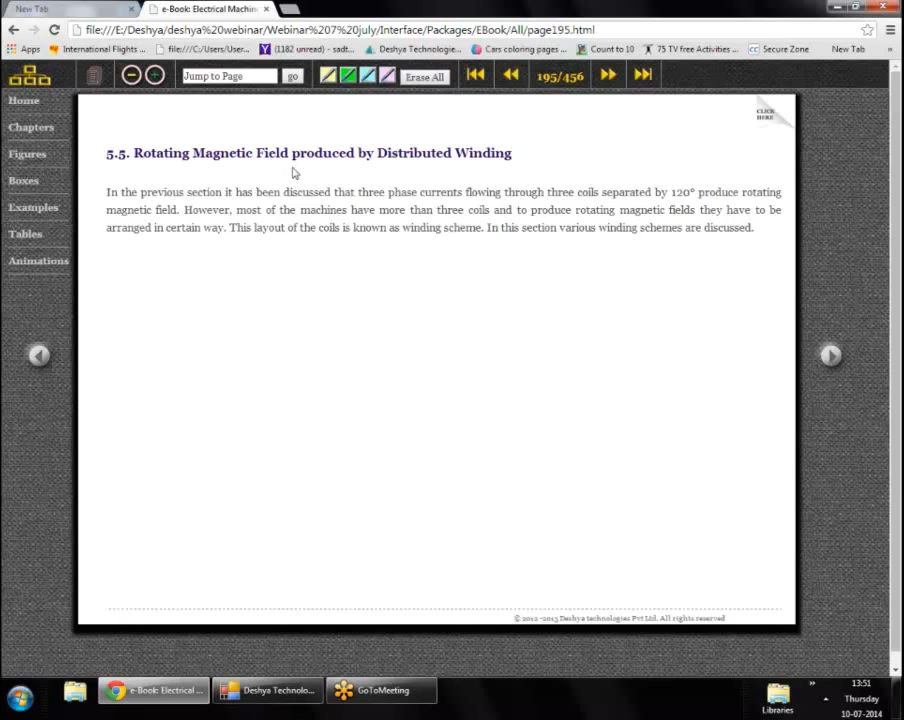 New Tab
e-Book: Electrical Machin
file:///E:/Deshya/deshya%20webinar/Webinar%207%20july/Interface/Packages/EBook/All/page195.html
Apps International Flights ... file:///C:/Users/User... (1182 unread) - sadt... Deshya Technologie... Cars coloring pages ... Count to 10 75 TV free Activities ... CC Secure Zone New Tab »
Jump to Page go Erase All 195/456
Home
Chapters
Figures
Boxes
Examples
Tables
Animations
CLICK
HERE
5.5. Rotating Magnetic Field produced by Distributed Winding
In the previous section it has been discussed that three phase currents flowing through three coils separated by 120° produce rotating
magnetic field. However, most of the machines have more than three coils and to produce rotating magnetic fields they have to be
arranged in certain way. This layout of the coils is known as winding scheme. In this section various winding schemes are discussed.
© 2012 -2013 Deshya technologies Pvt Ltd. All rights reserved
e-Book: Electrical ... Deshya Technolo... GoToMeeting
Libraries
»
13:51
Thursday
10-07-2014